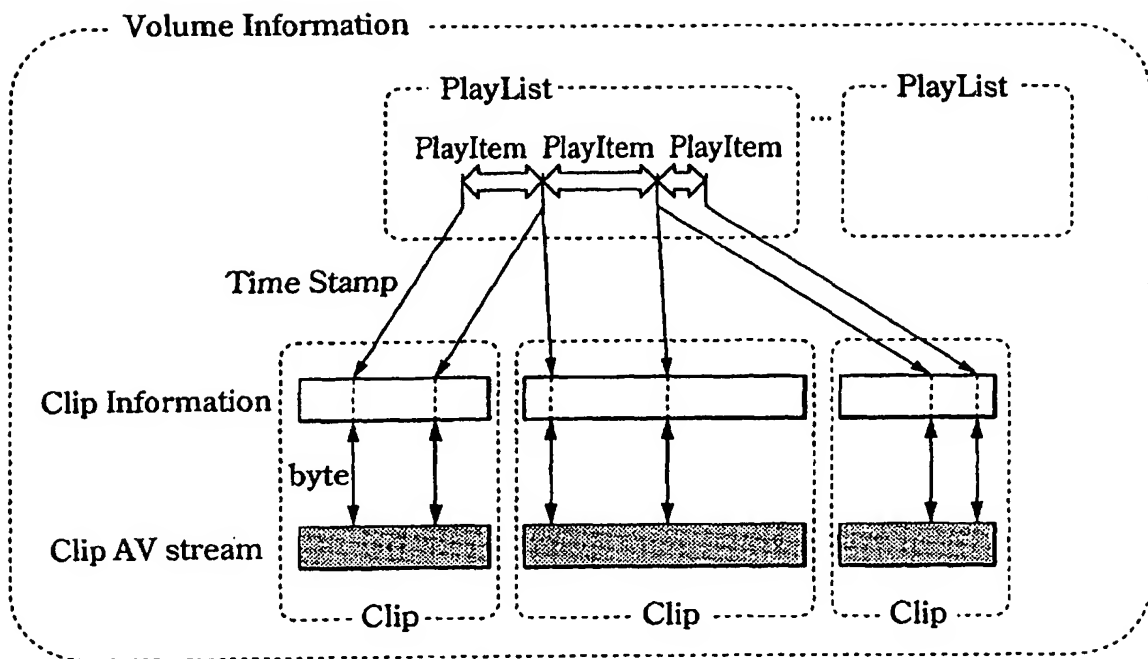 Volume Information
PlayList
PlayList
...
PlayItem PlayItem PlayItem
Time Stamp
Clip Information
byte
Clip AV stream
Clip
Clip
Clip